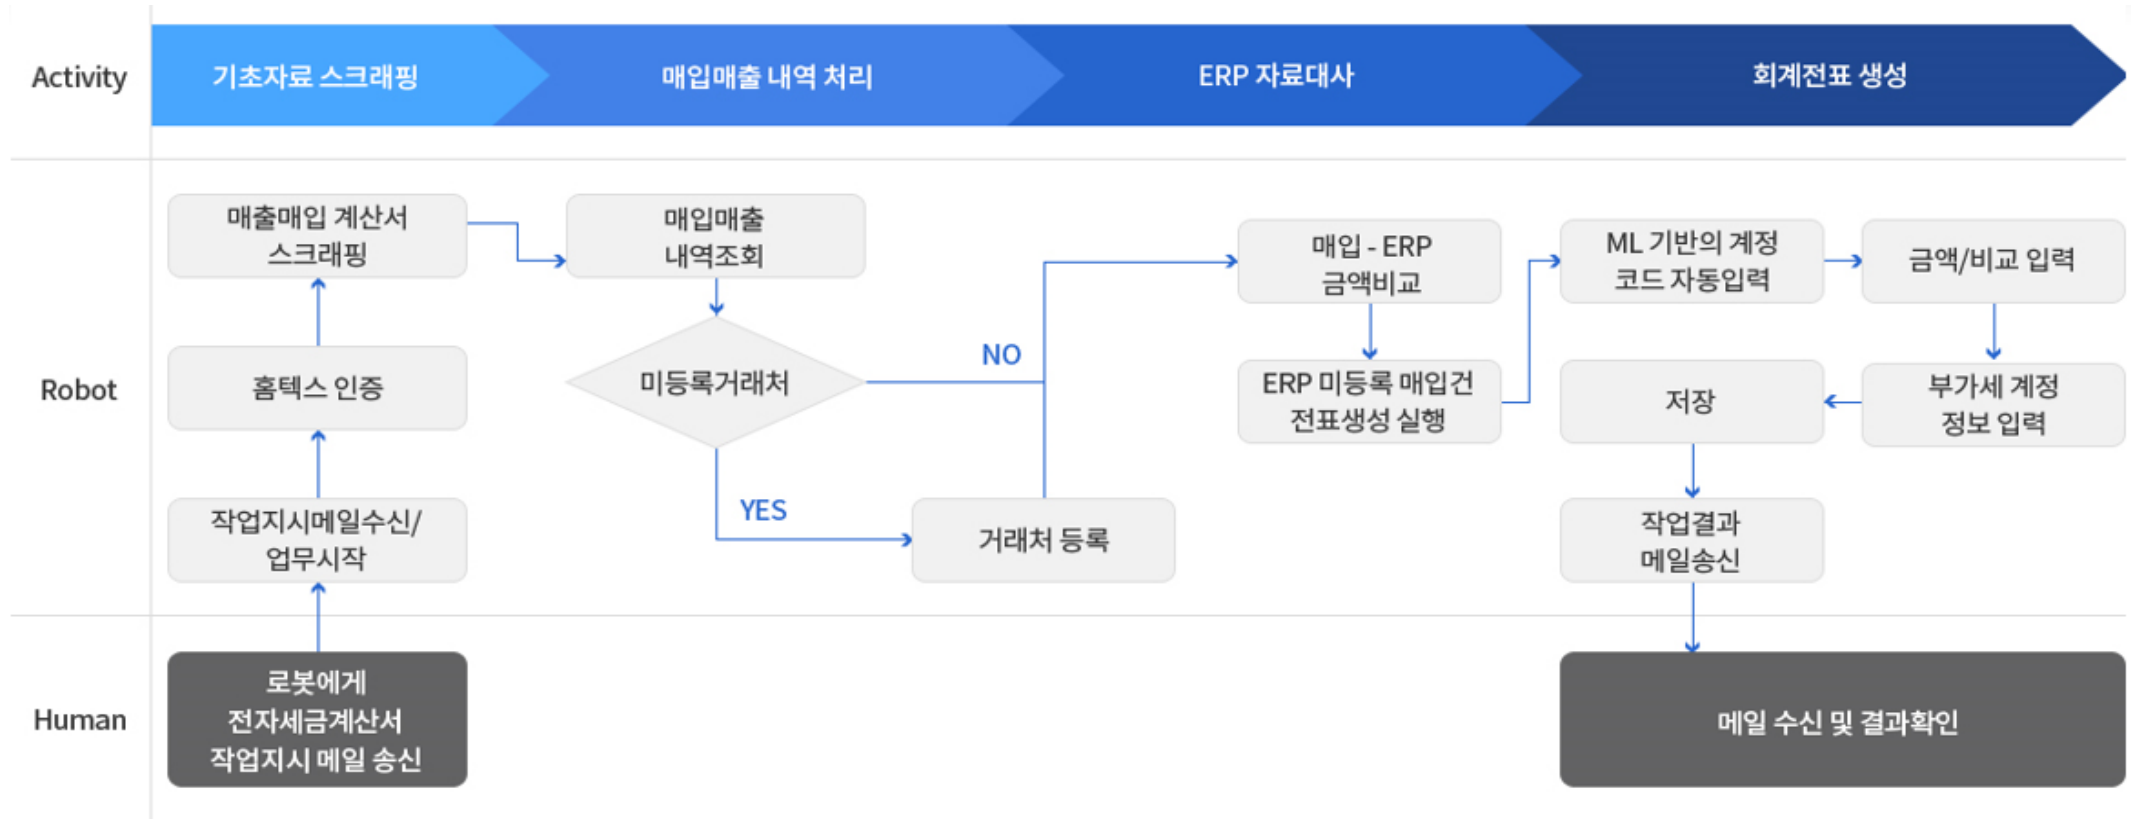 Activity
기초자료 스크래핑
매입매출 내역 처리
ERP 자료대사
회계전표 생성
Robot
매출매입 계산서
스크래핑
홈텍스 인증
작업지시메일수신/
업무시작
매입매출
내역조회
미등록거래처
NO
YES
거래처 등록
매입 - ERP
금액비교
ERP 미등록 매입건
전표생성 실행
ML 기반의 계정
코드 자동입력
금액/비교 입력
부가세 계정
정보 입력
저장
작업결과
메일송신
Human
로봇에게
전자세금계산서
작업지시 메일 송신
메일 수신 및 결과확인